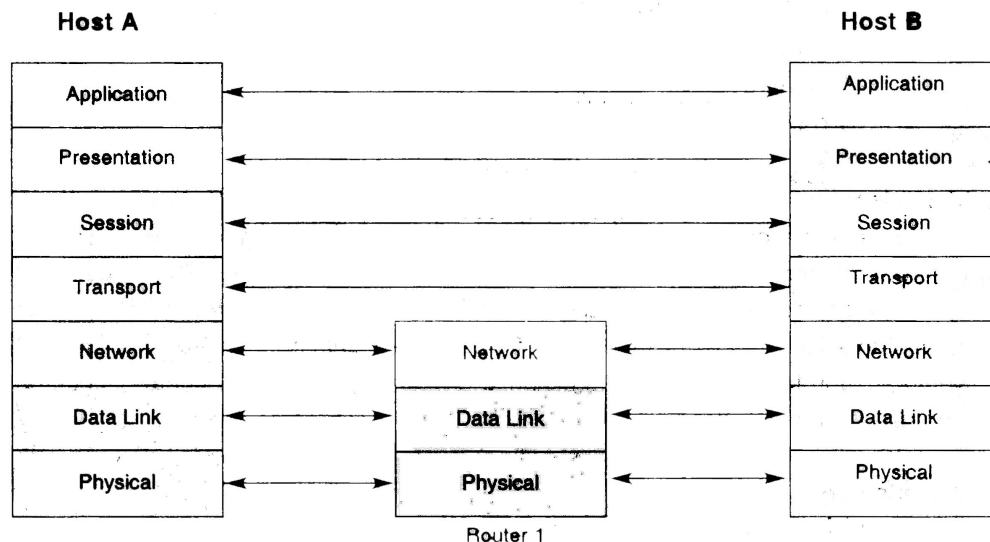 Host A
Host B
Application
Presentation
Session
Transport
Network
Data Link
Physical
Network
Data Link
Physical
Router 1
Application
Presentation
Session
Transport
Network
Data Link
Physical